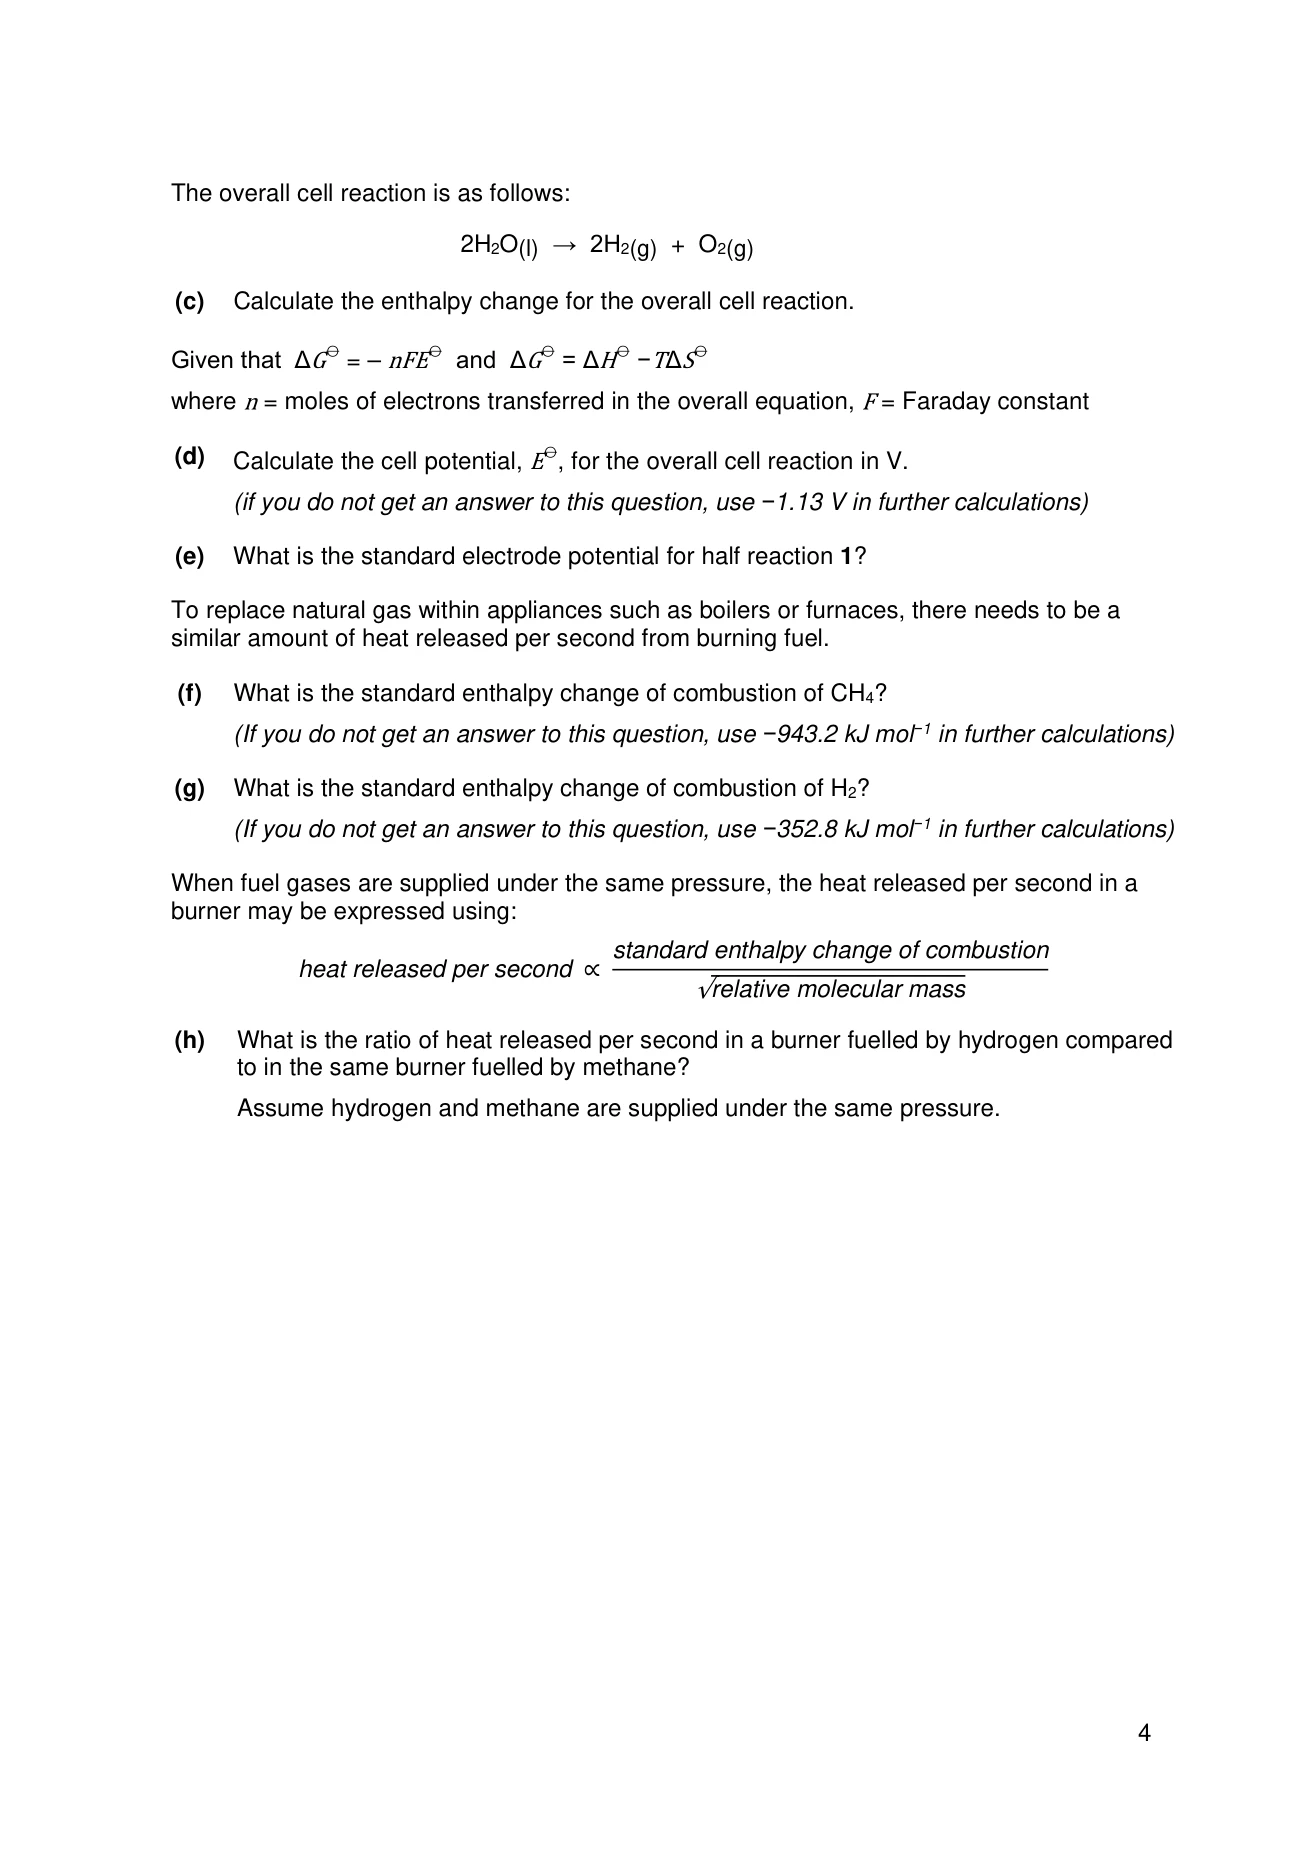 The overall cell reaction is as follows:
2H₂O(l) → 2H₂(g) + O₂(g)
(c) Calculate the enthalpy change for the overall cell reaction.
Given that ΔG⊖ = – nFE⊖ and ΔG⊖ = ΔH⊖ −TΔS⊖
where n = moles of electrons transferred in the overall equation, F = Faraday constant
(d) Calculate the cell potential, E⊖, for the overall cell reaction in V.
(if you do not get an answer to this question, use −1.13 V in further calculations)
(e) What is the standard electrode potential for half reaction 1?
To replace natural gas within appliances such as boilers or furnaces, there needs to be a
similar amount of heat released per second from burning fuel.
(f) What is the standard enthalpy change of combustion of CH₄?
(If you do not get an answer to this question, use −943.2 kJ mol⁻¹ in further calculations)
(g) What is the standard enthalpy change of combustion of H₂?
(If you do not get an answer to this question, use −352.8 kJ mol⁻¹ in further calculations)
When fuel gases are supplied under the same pressure, the heat released per second in a
burner may be expressed using:
standard enthalpy change of combustion
heat released per second ∝
√relative molecular mass
(h) What is the ratio of heat released per second in a burner fuelled by hydrogen compared
to in the same burner fuelled by methane?
Assume hydrogen and methane are supplied under the same pressure.
4